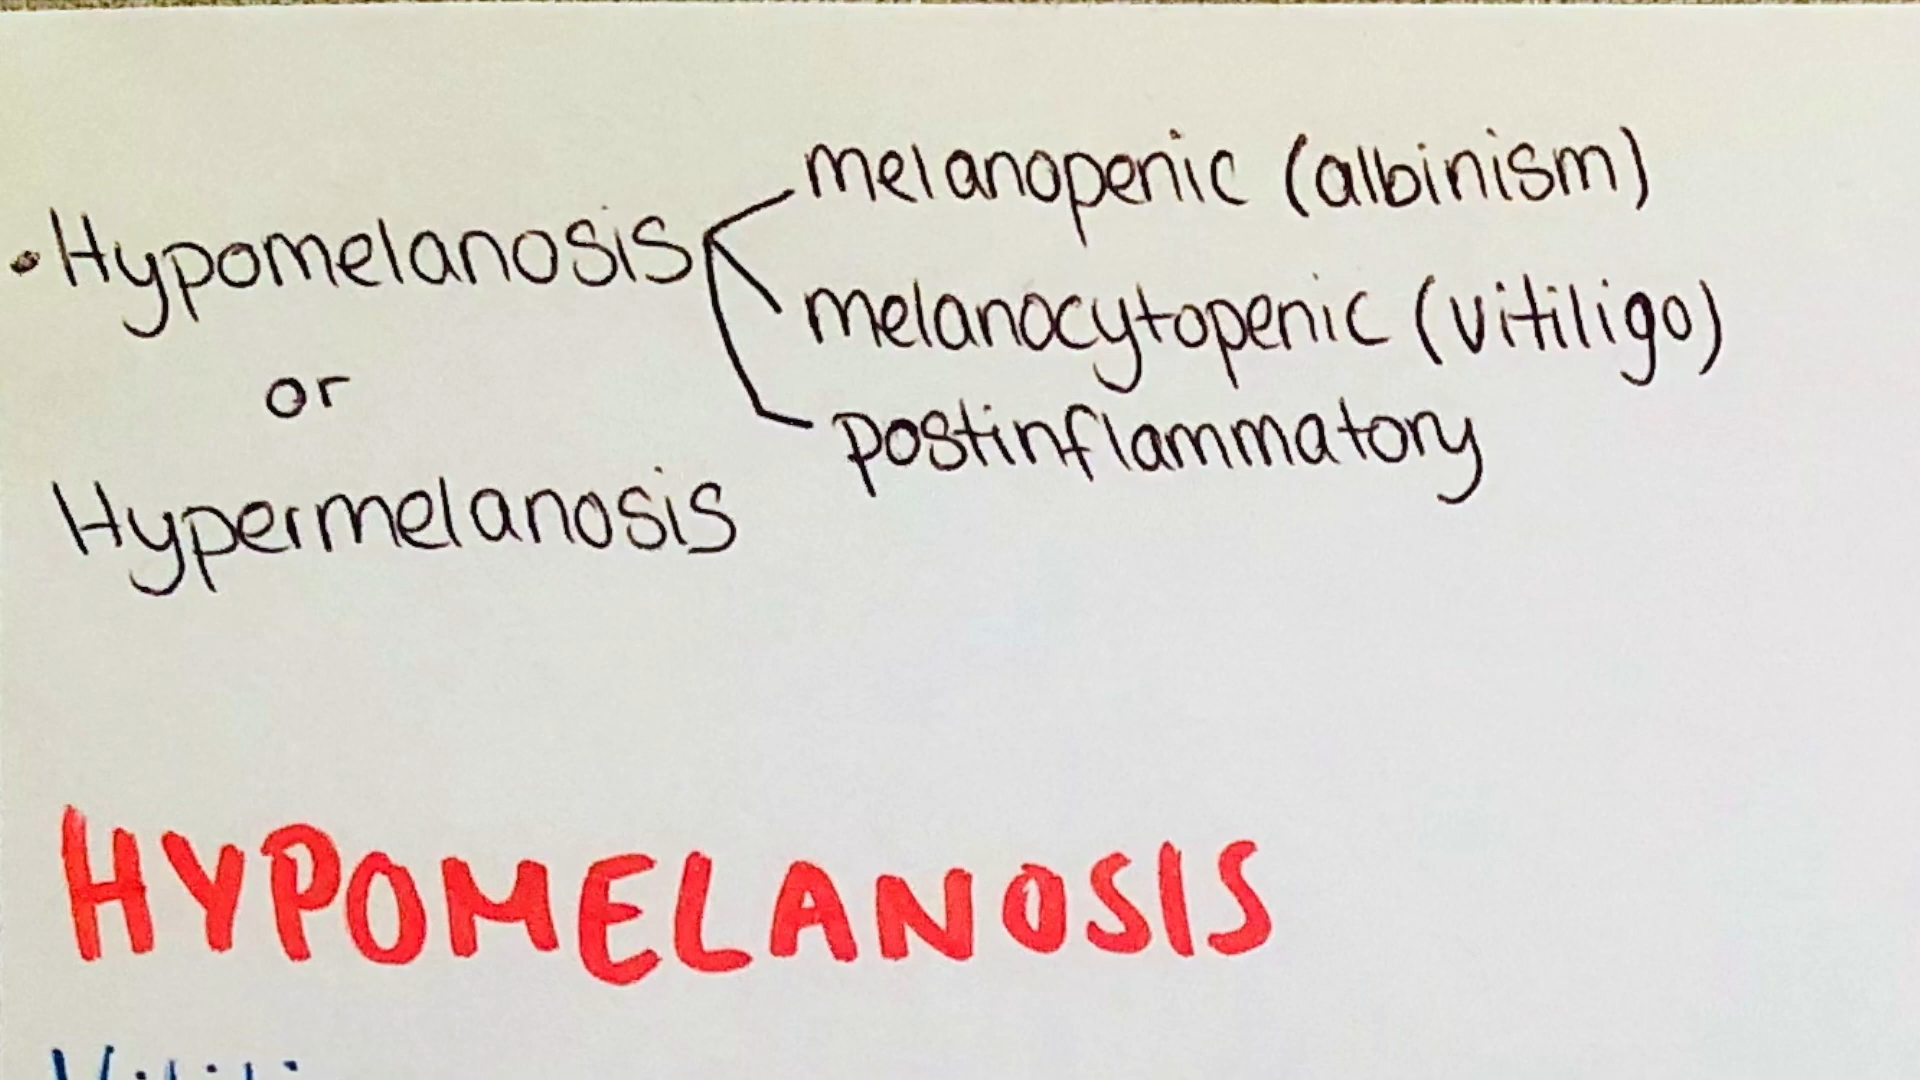 melanopenic (albinism)
•Hypomelanosis
melanocytopenic (vitiligo)
or
postinflammatory
Hypermelanosis
HYPOMELANOSIS